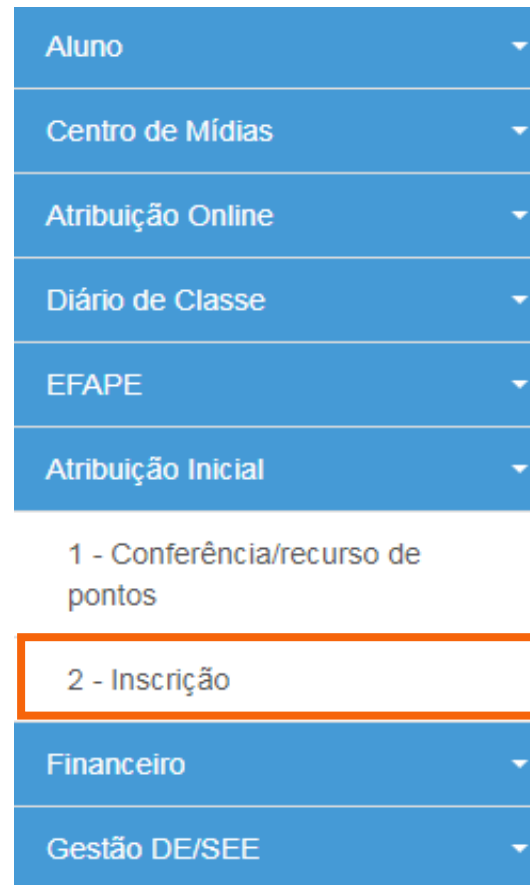 Aluno
Centro de Mídias
Atribuição Online
Diário de Classe
EFAPE
Atribuição Inicial
1 - Conferência/recurso de
pontos
2 - Inscrição
Financeiro
Gestão DE/SEE